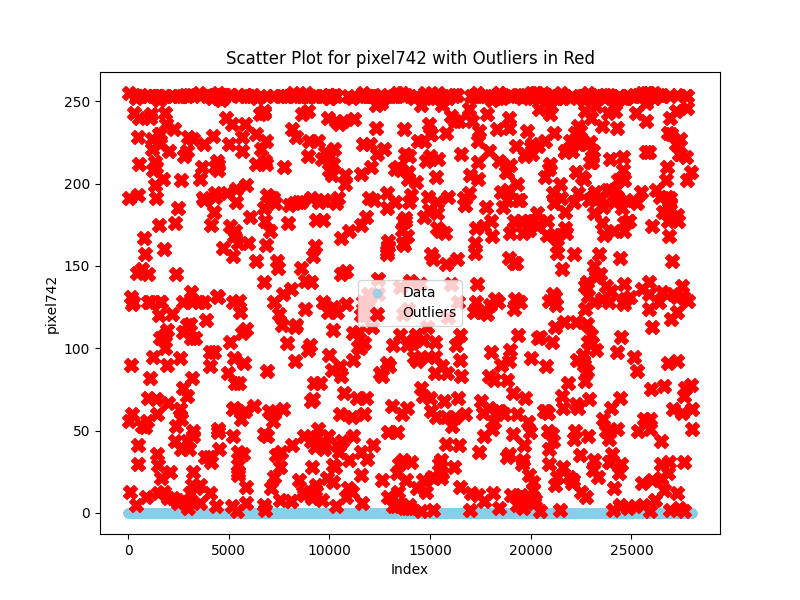 Scatter Plot for pixel742 with Outliers in Red
250
200
150
100
50
0
pixel742
Data
Outliers
0 5000 10000 15000 20000 25000
Index